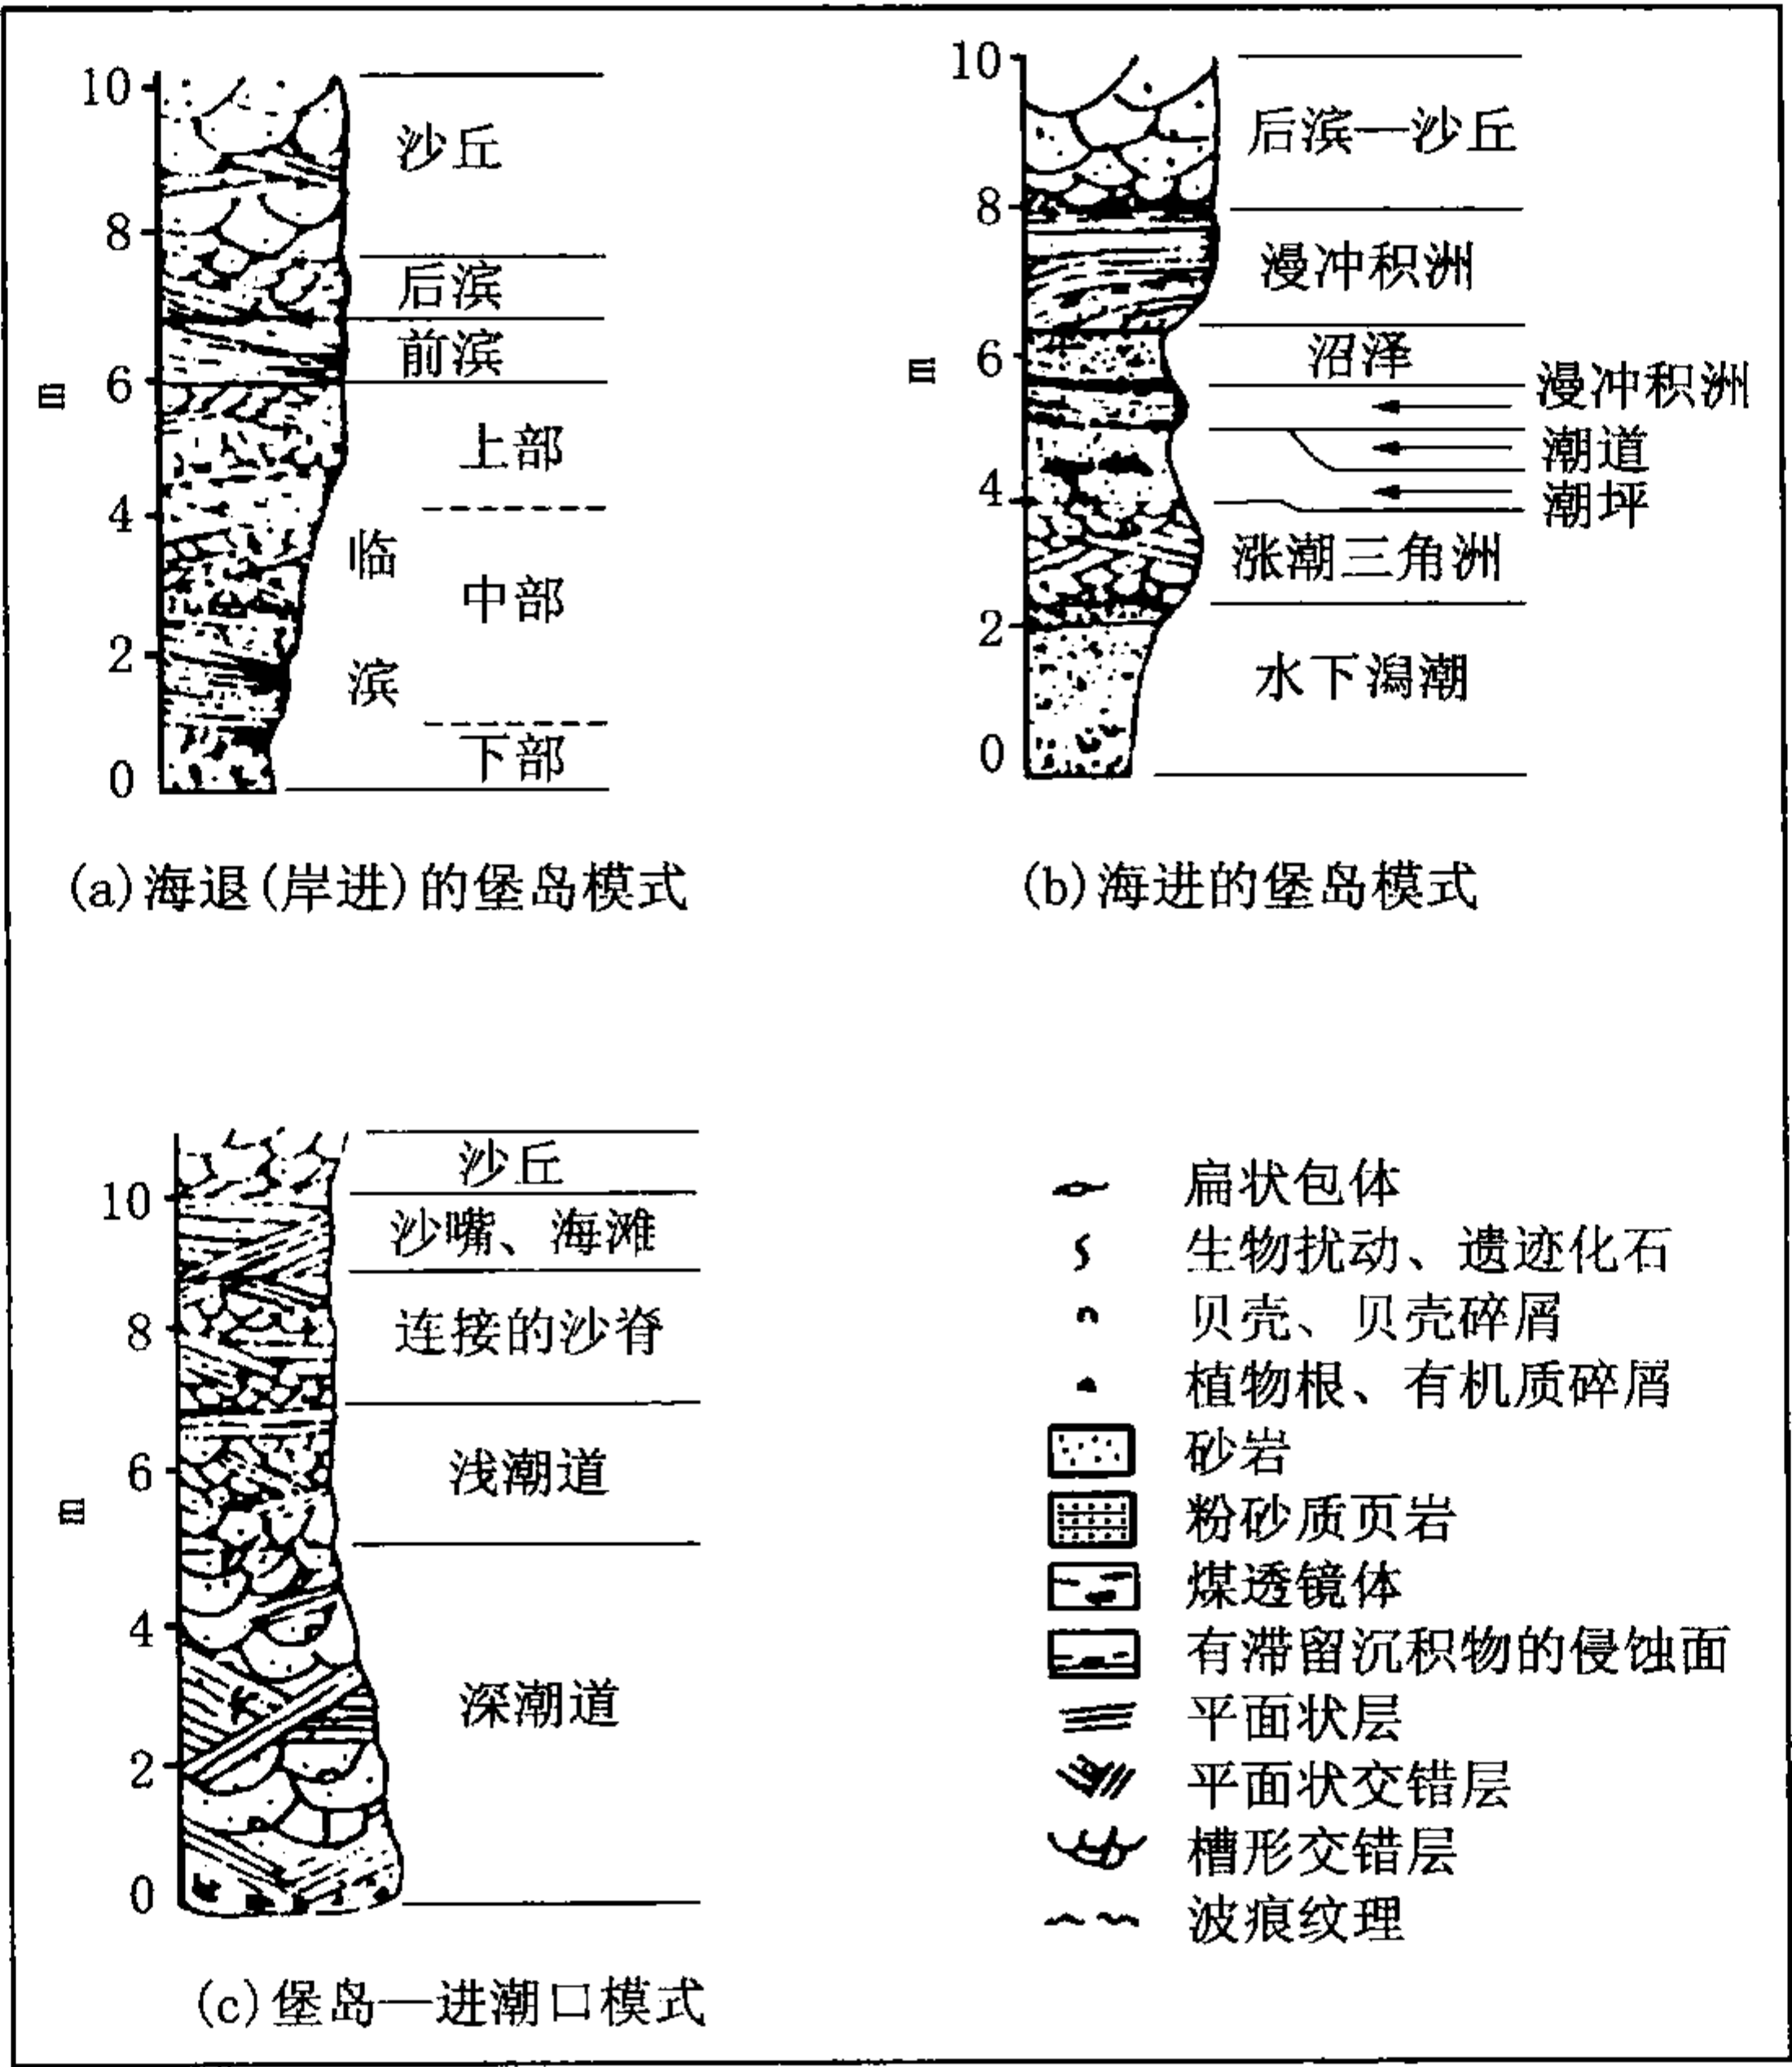 10
8
m
6
4
2
0
沙丘
后滨
前滨
上部
临
中部
滨
下部
(a)海退(岸进)的堡岛模式
10
8
m
6
4
2
0
后滨—沙丘
漫冲积洲
沼泽
漫冲积洲
潮道
潮坪
涨潮三角洲
水下潟潮
(b)海进的堡岛模式
10
8
6
m
4
2
0
沙丘
沙嘴、海滩
连接的沙脊
浅潮道
深潮道
(c)堡岛—进潮口模式
扁状包体
生物扰动、遗迹化石
贝壳、贝壳碎屑
植物根、有机质碎屑
砂岩
粉砂质页岩
煤透镜体
有滞留沉积物的侵蚀面
平面状层
平面状交错层
槽形交错层
波痕纹理